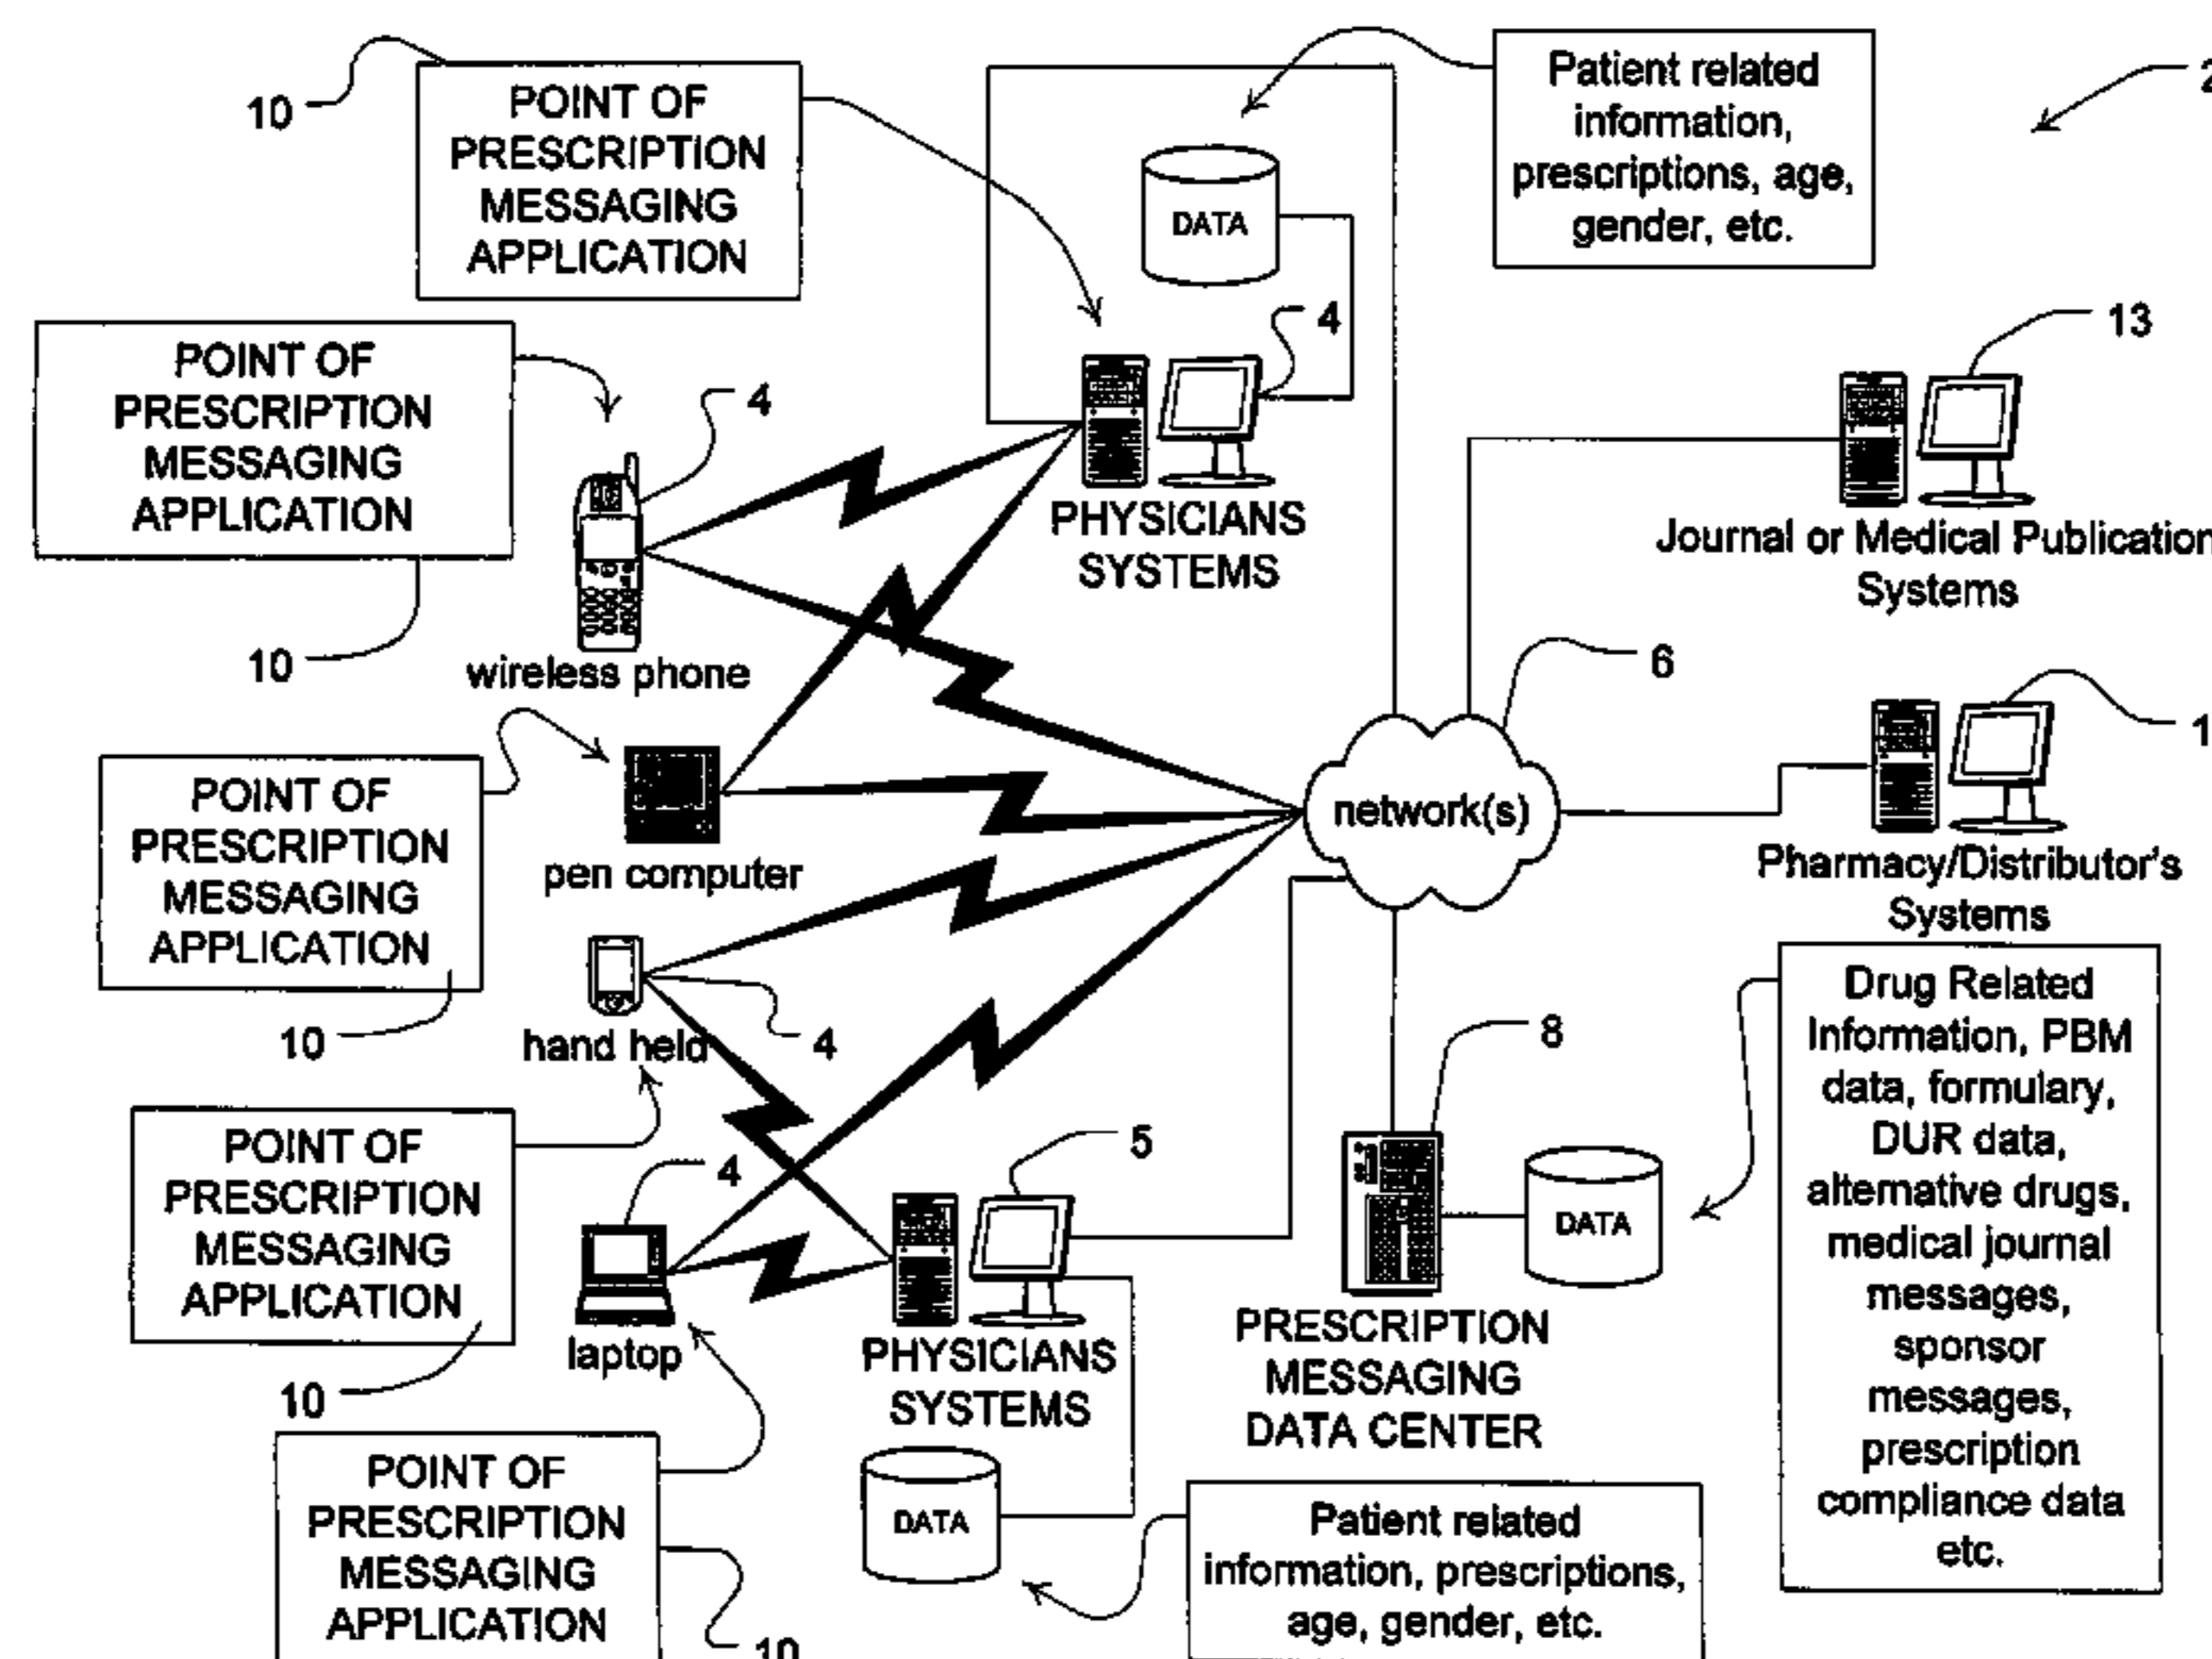 10
POINT OF
PRESCRIPTION
MESSAGING
APPLICATION
Patient related
information,
prescriptions, age,
gender, etc.
DATA
4
PHYSICIANS
SYSTEMS
13
Journal or Medical Publication
Systems
POINT OF
PRESCRIPTION
MESSAGING
APPLICATION
10
4
wireless phone
6
network(s)
Pharmacy/Distributor's
Systems
POINT OF
PRESCRIPTION
MESSAGING
APPLICATION
10
pen computer
hand held
4
POINT OF
PRESCRIPTION
MESSAGING
APPLICATION
10
4
laptop
5
PHYSICIANS
SYSTEMS
DATA
8
DATA
PRESCRIPTION
MESSAGING
DATA CENTER
Drug Related
Information, PBM
data, formulary,
DUR data,
alternative drugs,
medical journal
messages,
sponsor
messages,
prescription
compliance data
etc.
POINT OF
PRESCRIPTION
MESSAGING
APPLICATION
10
Patient related
information, prescriptions,
age, gender, etc.